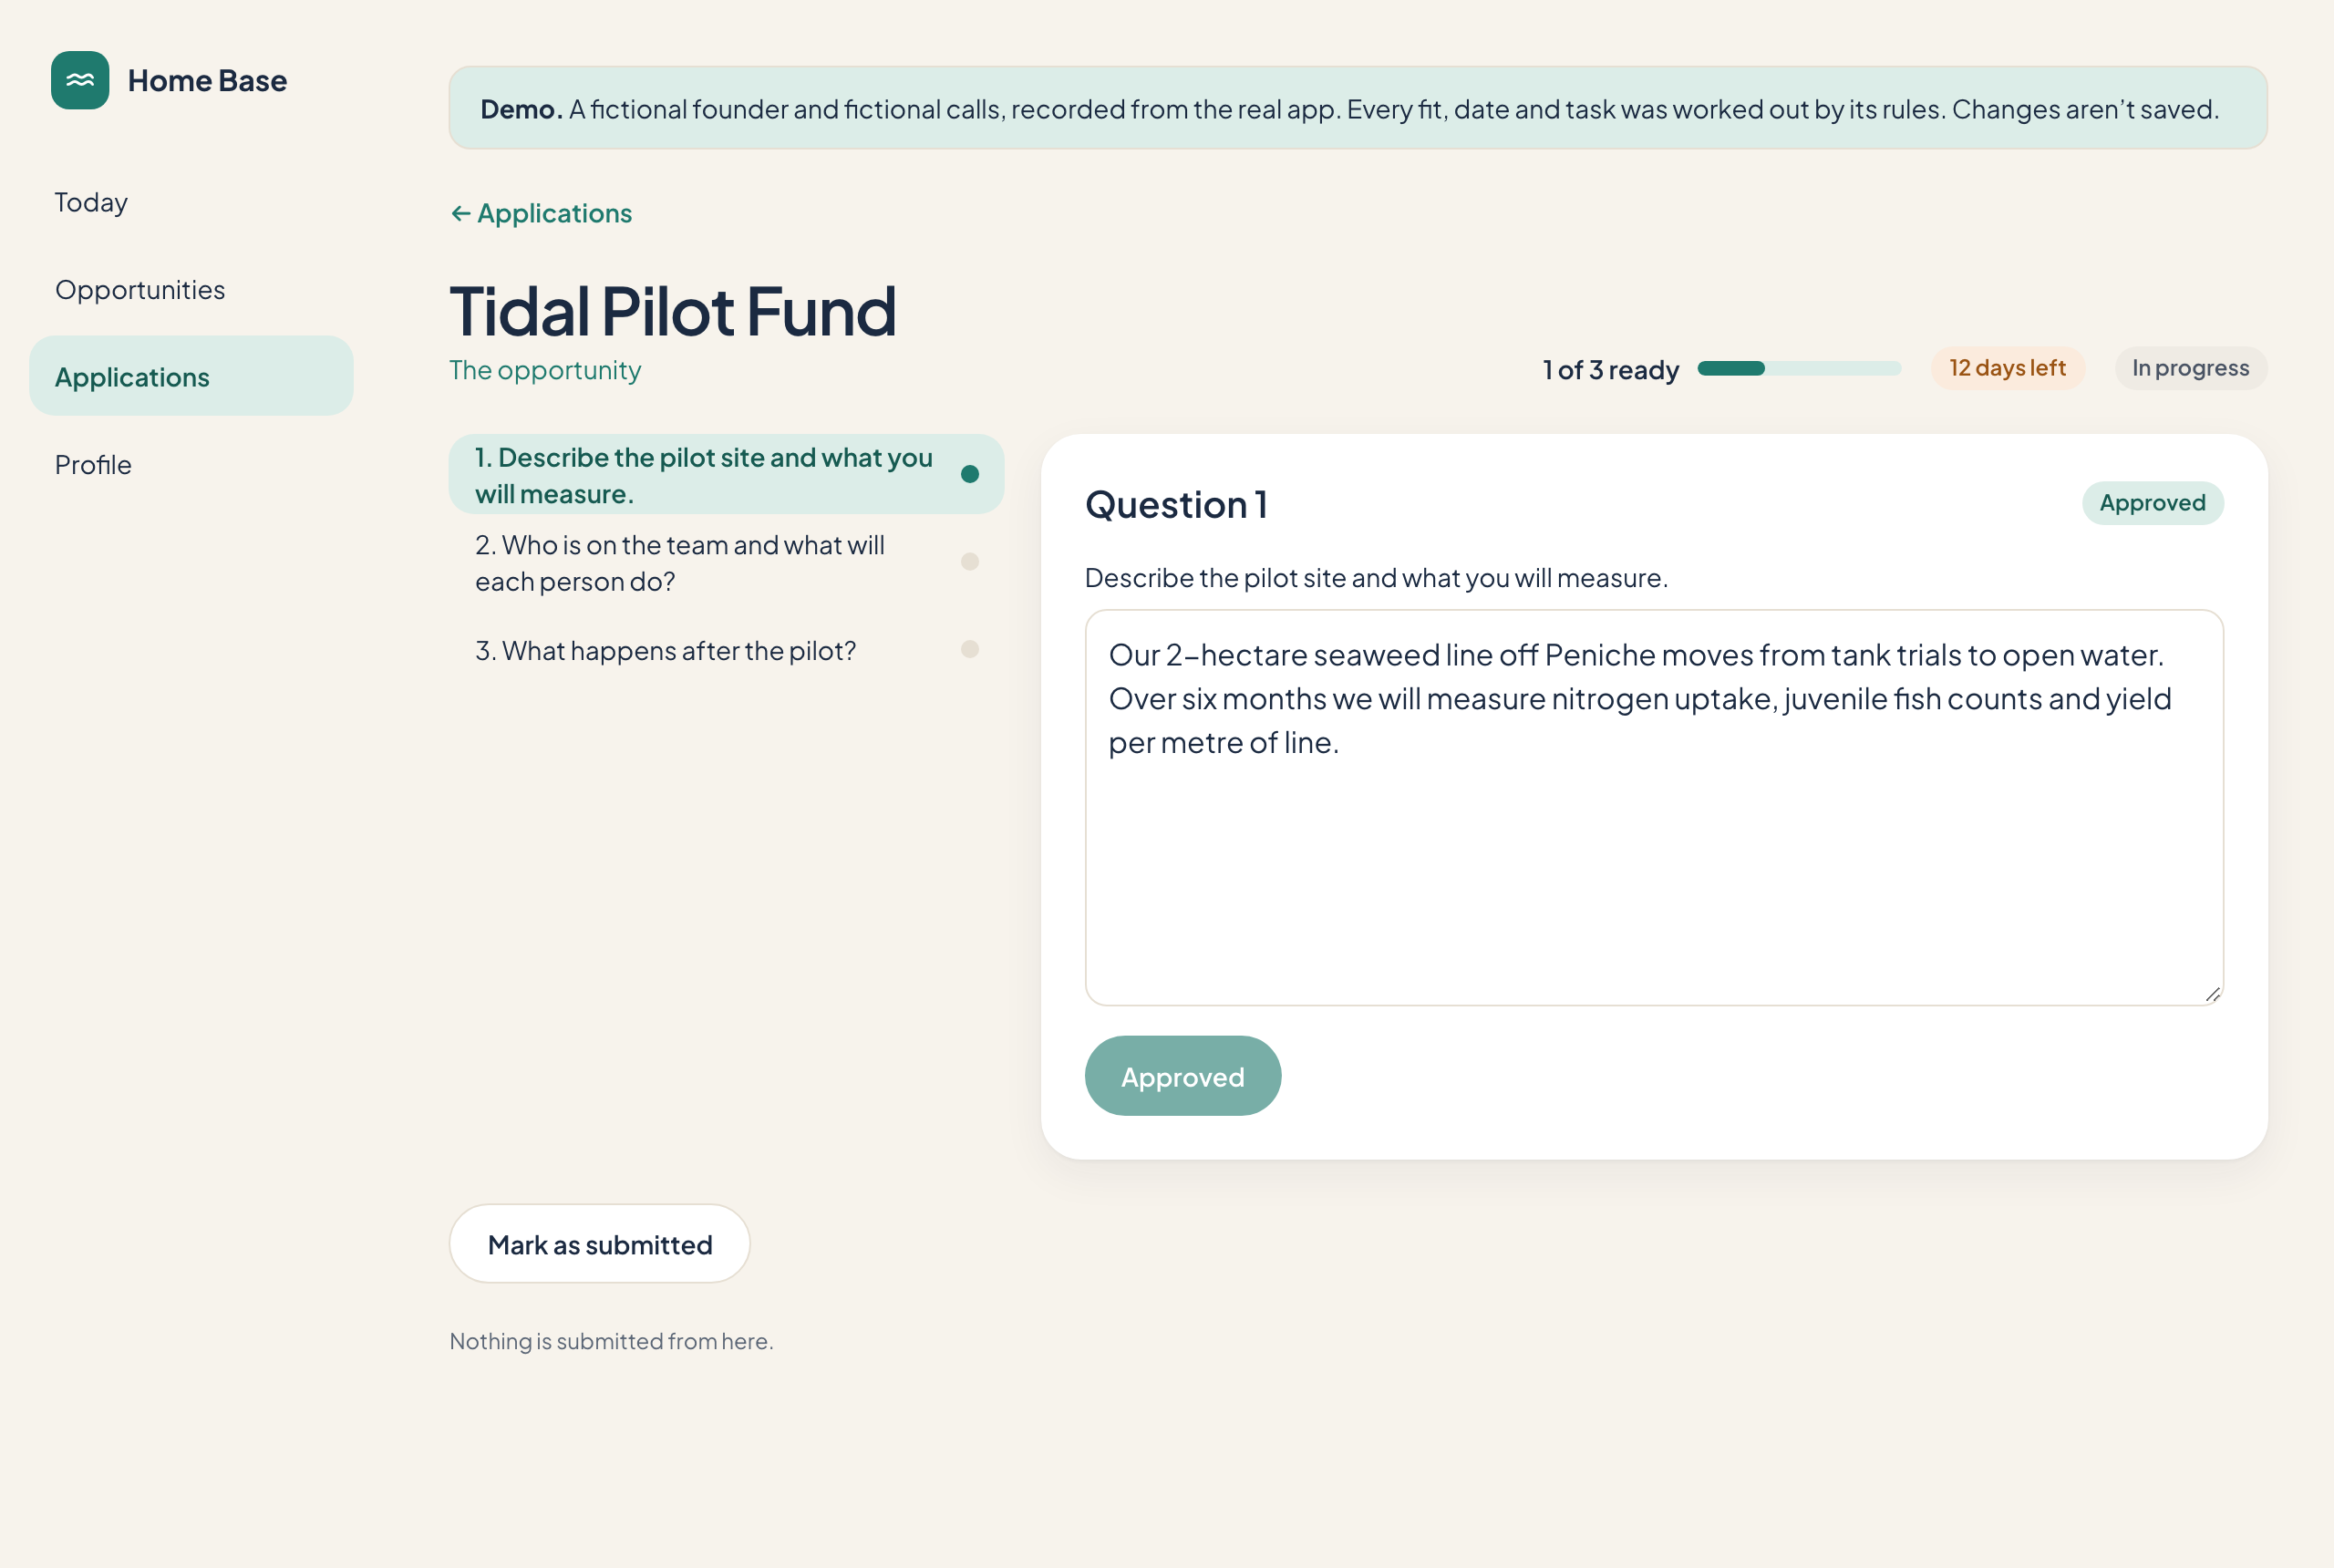 Home Base
Today
Opportunities
Applications
Profile
Demo. A fictional founder and fictional calls, recorded from the real app. Every fit, date and task was worked out by its rules. Changes aren’t saved.
← Applications
Tidal Pilot Fund
The opportunity
1 of 3 ready
12 days left
In progress
1. Describe the pilot site and what you
will measure.
2. Who is on the team and what will
each person do?
3. What happens after the pilot?
Question 1
Approved
Describe the pilot site and what you will measure.
Our 2-hectare seaweed line off Peniche moves from tank trials to open water.
Over six months we will measure nitrogen uptake, juvenile fish counts and yield
per metre of line.
Approved
Mark as submitted
Nothing is submitted from here.